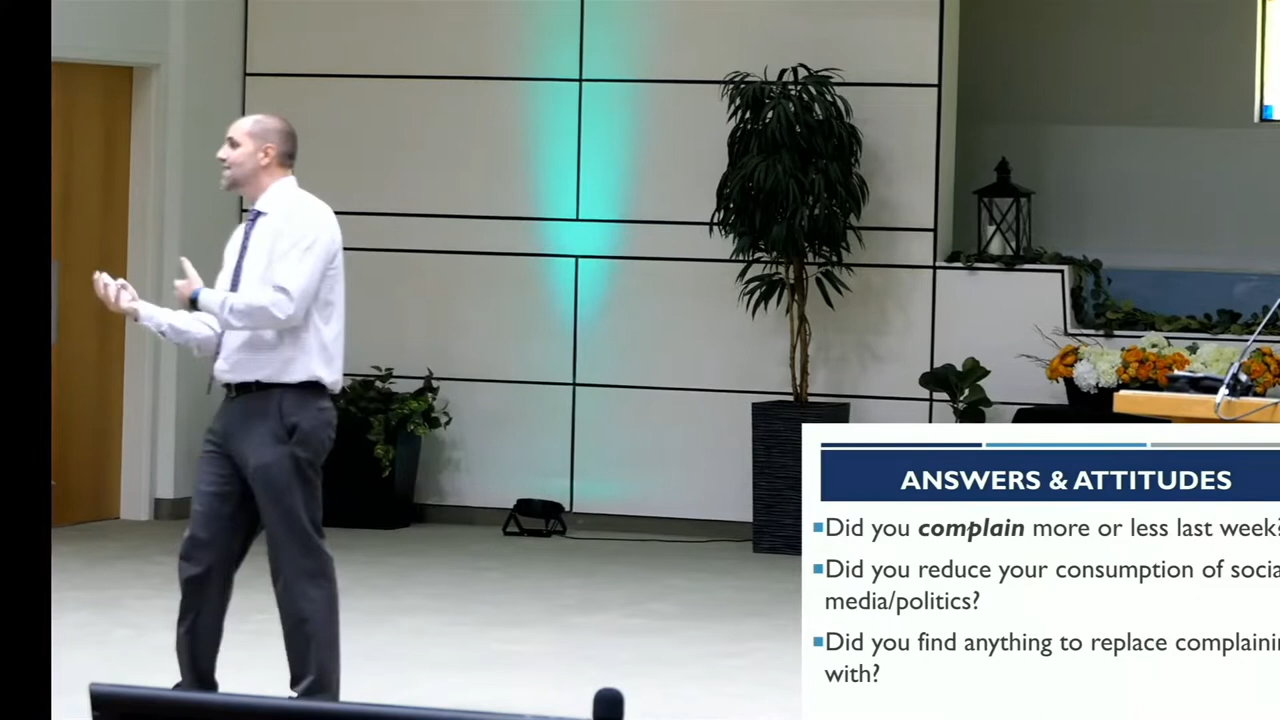 ANSWERS & ATTITUDES
▪Did you complain more or less last week?
▪Did you reduce your consumption of socia
media/politics?
▪Did you find anything to replace complaini
with?